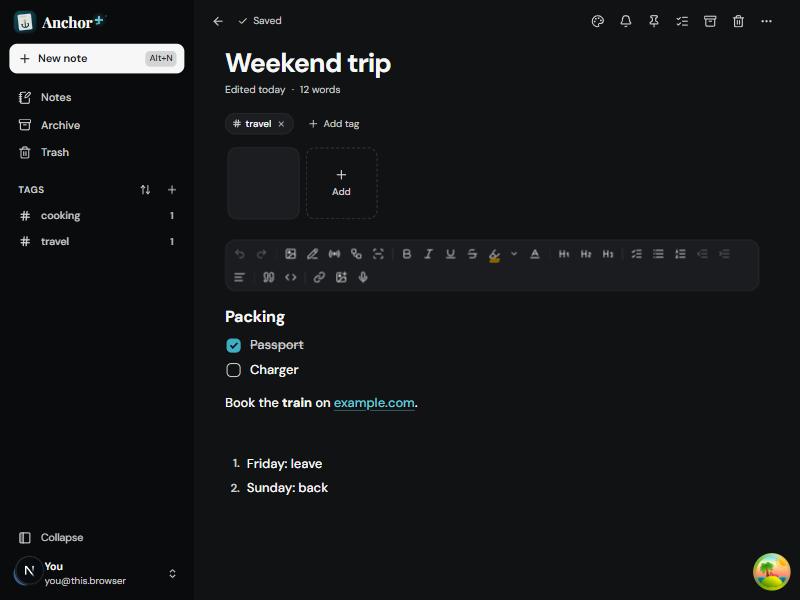 Anchor
New note Alt+N
Notes
Archive
Trash
TAGS
# cooking 1
# travel 1
Collapse
N
You
you@this.browser
Saved
Weekend trip
Edited today · 12 words
# travel ×
+ Add tag
+
Add
B I U S A H1 H2 H3
Packing
Passport
Charger
Book the train on example.com.
1. Friday: leave
2. Sunday: back